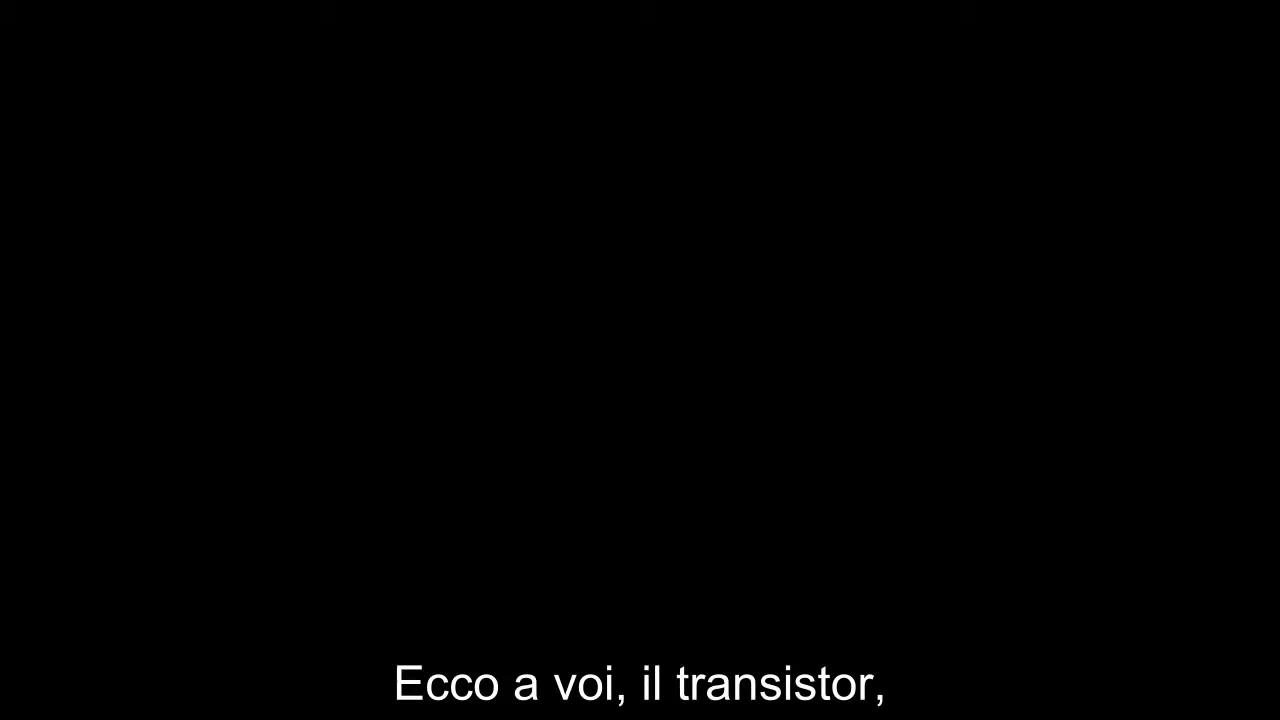 Ecco a voi, il transistor,